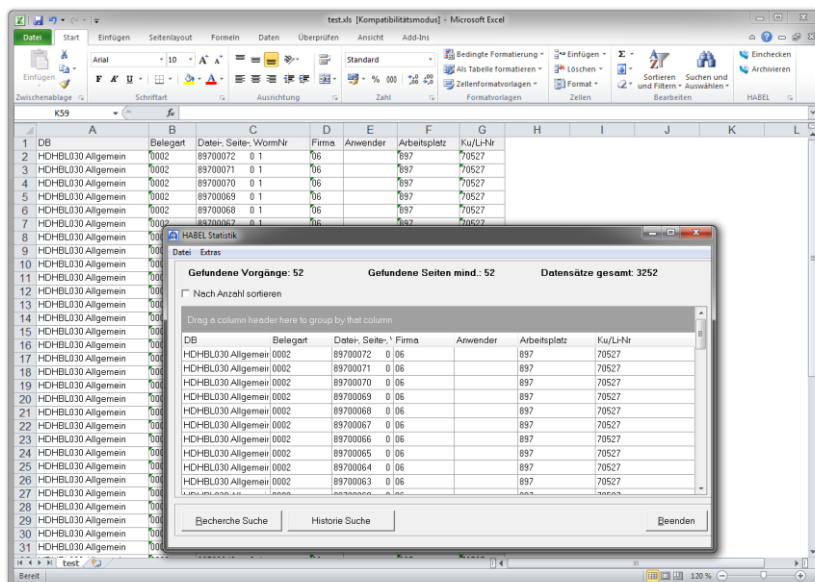 test.xls [Kompatibilitätsmodus] - Microsoft Excel
Datei Start Einfügen Seitenlayout Formeln Daten Überprüfen Ansicht Add-Ins
Einfügen
Arial 10
F K U
Standard
% 000
Bedingte Formatierung
Als Tabelle formatieren
Zellenformatvorlagen
Einfügen
Löschen
Format
Σ
Sortieren und Filtern
Suchen und Auswählen
Einchecken
Archivieren
Zwischenablage Schriftart Ausrichtung Zahl Formatvorlagen Zellen Bearbeiten HABEL
K59 fx
A B C D E F G H I J K L
1 DB Belegart Datei-, Seite-, WormNr Firma Anwender Arbeitsplatz Ku/Li-Nr
2 HDHBL030 Allgemein 0002 89700072 0 1 06 897 70527
3 HDHBL030 Allgemein 0002 89700071 0 1 06 897 70527
4 HDHBL030 Allgemein 0002 89700070 0 1 06 897 70527
5 HDHBL030 Allgemein 0002 89700069 0 1 06 897 70527
6 HDHBL030 Allgemein 0002 89700068 0 1 06 897 70527
7 HDHBL030 Allgemein 0002 89700067 0 1 06 897 70527
8 HDHBL030 Allgemein
9 HDHBL030 Allgemein
10 HDHBL030 Allgemein
11 HDHBL030 Allgemein
12 HDHBL030 Allgemein
13 HDHBL030 Allgemein
14 HDHBL030 Allgemein
15 HDHBL030 Allgemein
16 HDHBL030 Allgemein
17 HDHBL030 Allgemein
18 HDHBL030 Allgemein
19 HDHBL030 Allgemein
20 HDHBL030 Allgemein
21 HDHBL030 Allgemein
22 HDHBL030 Allgemein
23 HDHBL030 Allgemein
24 HDHBL030 Allgemein
25 HDHBL030 Allgemein
26 HDHBL030 Allgemein
27 HDHBL030 Allgemein
28 HDHBL030 Allgemein
29 HDHBL030 Allgemein
30 HDHBL030 Allgemein
31 HDHBL030 Allgemein
HABEL Statistik
Datei Extras
Gefundene Vorgänge: 52 Gefundene Seiten mind.: 52 Datensätze gesamt: 3252
Nach Anzahl sortieren
Drag a column header here to group by that column
DB Belegart Datei-, Seite-, Firma Anwender Arbeitsplatz Ku/Li-Nr
HDHBL030 Allgemein 0002 89700072 0 06 897 70527
HDHBL030 Allgemein 0002 89700071 0 06 897 70527
HDHBL030 Allgemein 0002 89700070 0 06 897 70527
HDHBL030 Allgemein 0002 89700069 0 06 897 70527
HDHBL030 Allgemein 0002 89700068 0 06 897 70527
HDHBL030 Allgemein 0002 89700067 0 06 897 70527
HDHBL030 Allgemein 0002 89700066 0 06 897 70527
HDHBL030 Allgemein 0002 89700065 0 06 897 70527
HDHBL030 Allgemein 0002 89700064 0 06 897 70527
HDHBL030 Allgemein 0002 89700063 0 06 897 70527
Recherche Suche Historie Suche Beenden
test
Bereit 120 %